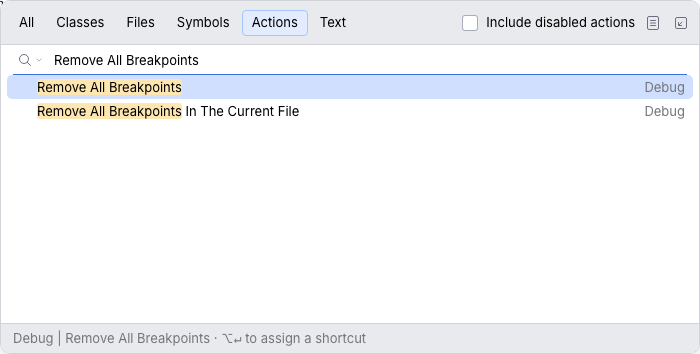 All Classes Files Symbols Actions Text Include disabled actions
Remove All Breakpoints
Remove All Breakpoints Debug
Remove All Breakpoints In The Current File Debug
Debug | Remove All Breakpoints · ⌥↵ to assign a shortcut